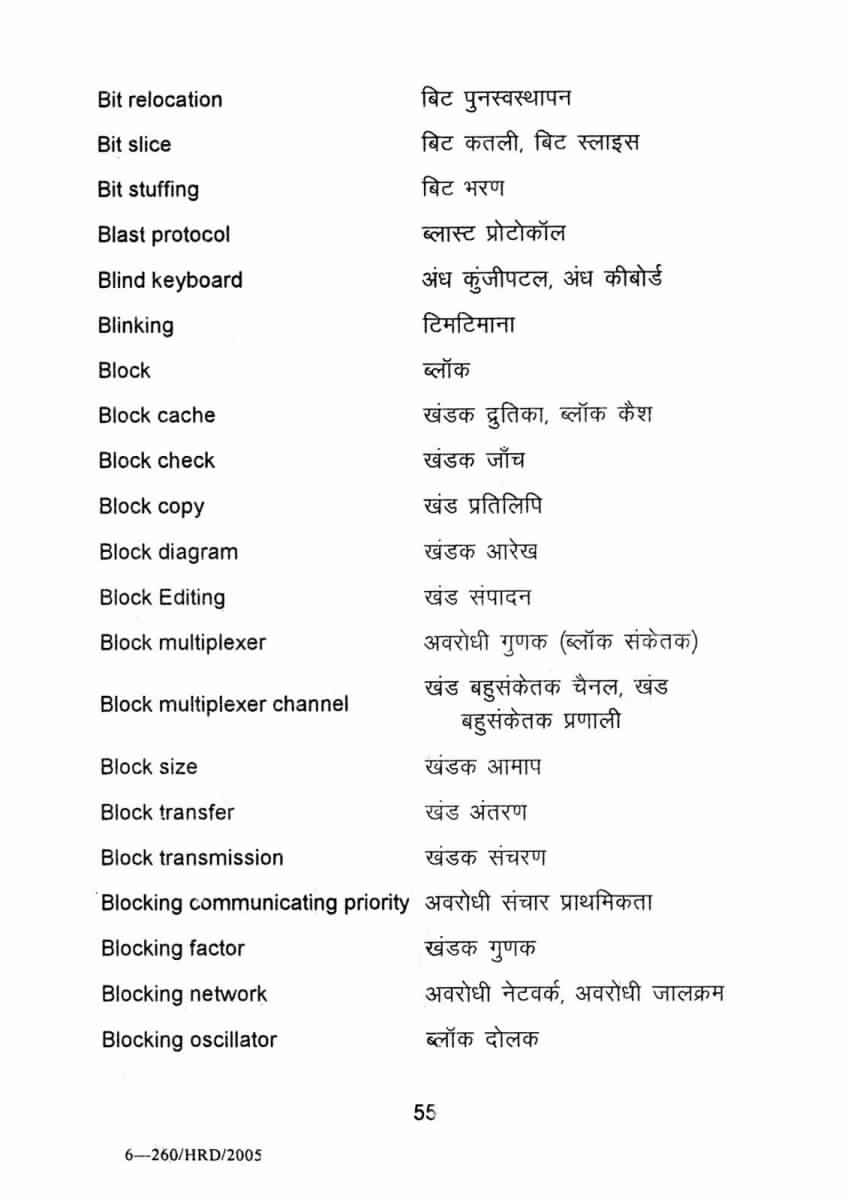 Bit relocation बिट पुनस्वस्थापन
Bit slice बिट कतली, बिट स्लाइस
Bit stuffing बिट भरण
Blast protocol ब्लास्ट प्रोटोकॉल
Blind keyboard अंध कुंजीपटल, अंध कीबोर्ड
Blinking टिमटिमाना
Block ब्लॉक
Block cache खंडक द्रुतिका, ब्लॉक कैश
Block check खंडक जाँच
Block copy खंड प्रतिलिपि
Block diagram खंडक आरेख
Block Editing खंड संपादन
Block multiplexer अवरोधी गुणक (ब्लॉक संकेतक)
Block multiplexer channel खंड बहुसंकेतक चैनल, खंड
बहुसंकेतक प्रणाली
Block size खंडक आमाप
Block transfer खंड अंतरण
Block transmission खंडक संचरण
Blocking communicating priority अवरोधी संचार प्राथमिकता
Blocking factor खंडक गुणक
Blocking network अवरोधी नेटवर्क, अवरोधी जालक्रम
Blocking oscillator ब्लॉक दोलक
55
6—260/HRD/2005